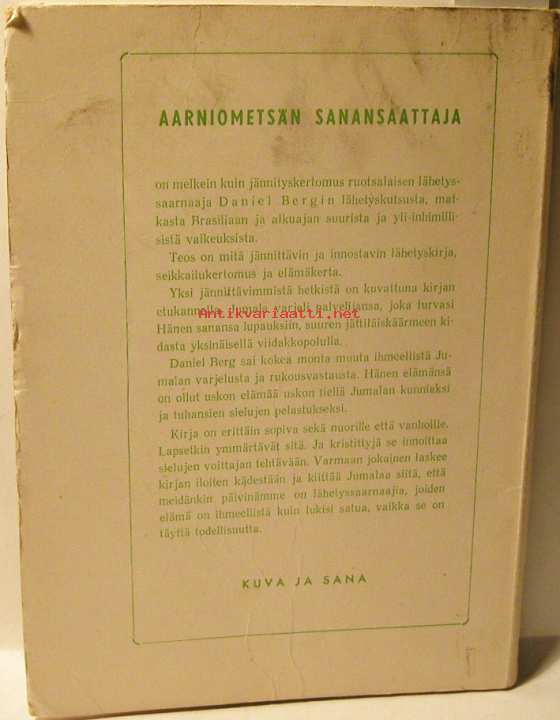 AARNIOMETSÄN SANANSAATTAJA
on melkein kuin jännityskertomus ruotsalaisen lähetys-
saarnaaja Daniel Bergin lähetyskutsusta, mat-
kasta Brasiliaan ja alkuajan suurista ja yli-inhimilli-
sistä vaikeuksista.
Teos on mitä jännittävin ja innostavin lähetyskirja,
seikkailukertomus ja elämäkerta.
Yksi jännittävimmistä hetkistä on kuvattuna kirjan
etukannella. Jumala varjeli palvelijansa, joka turvasi
Antikvariaatti.net
Hänen sanansa lupauksiin, suuren jättiläiskäärmeen ki-
dasta yksinäisellä viidakkopolulla.
Daniel Berg sai kokea monta muuta ihmeellistä Ju-
malan varjelusta ja rukousvastausta. Hänen elämänsä
on ollut uskon elämää uskon tiellä Jumalan kunniaksi
ja tuhansien sielujen pelastukseksi.
Kirja on erittäin sopiva sekä nuorille että vanhoille.
Lapsetkin ymmärtävät sitä. Ja kristittyjä se innoittaa
sielujen voittajan tehtävään. Varmaan jokainen laskee
kirjan iloiten kädestään ja kiittää Jumalaa siitä, että
meidänkin päivinämme on lähetyssaarnaajia, joiden
elämä on ihmeellistä kuin lukisi satua, vaikka se on
täyttä todellisuutta.
KUVA JA SANA